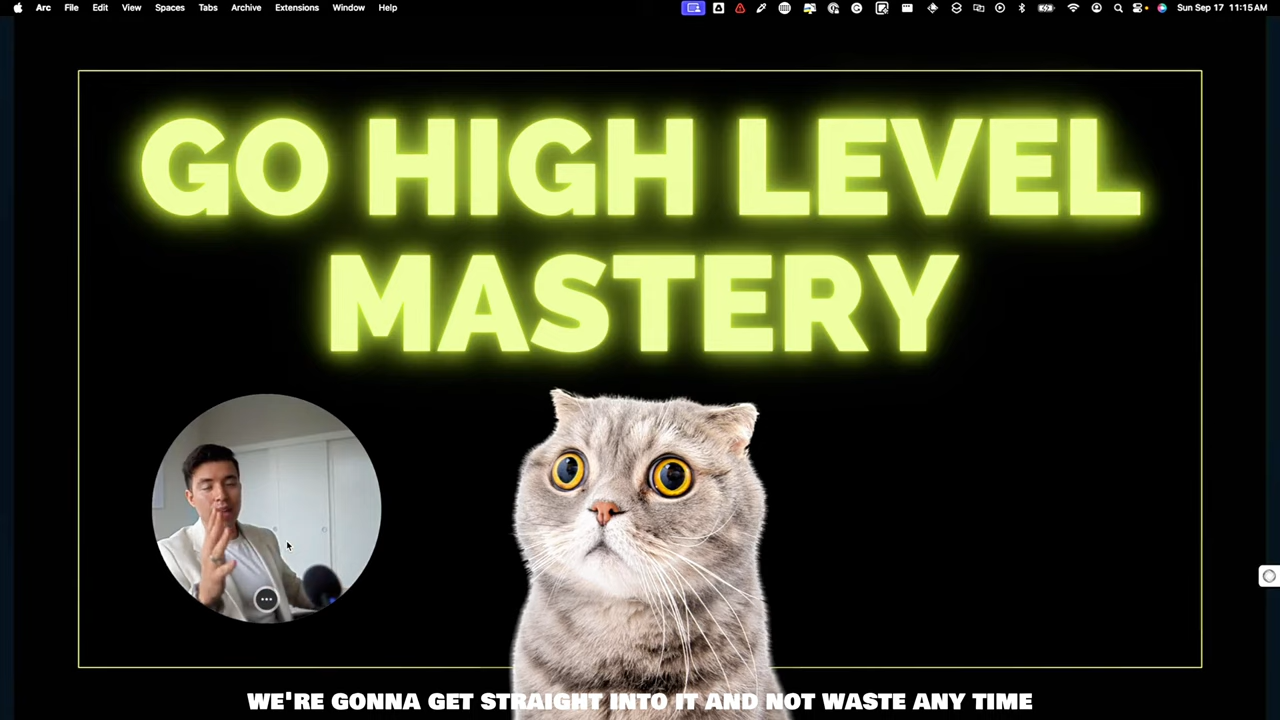 Arc File Edit View Spaces Tabs Archive Extensions Window Help Sun Sep 17 11:15 AM
GO HIGH LEVEL
MASTERY
WE'RE GONNA GET STRAIGHT INTO IT AND NOT WASTE ANY TIME